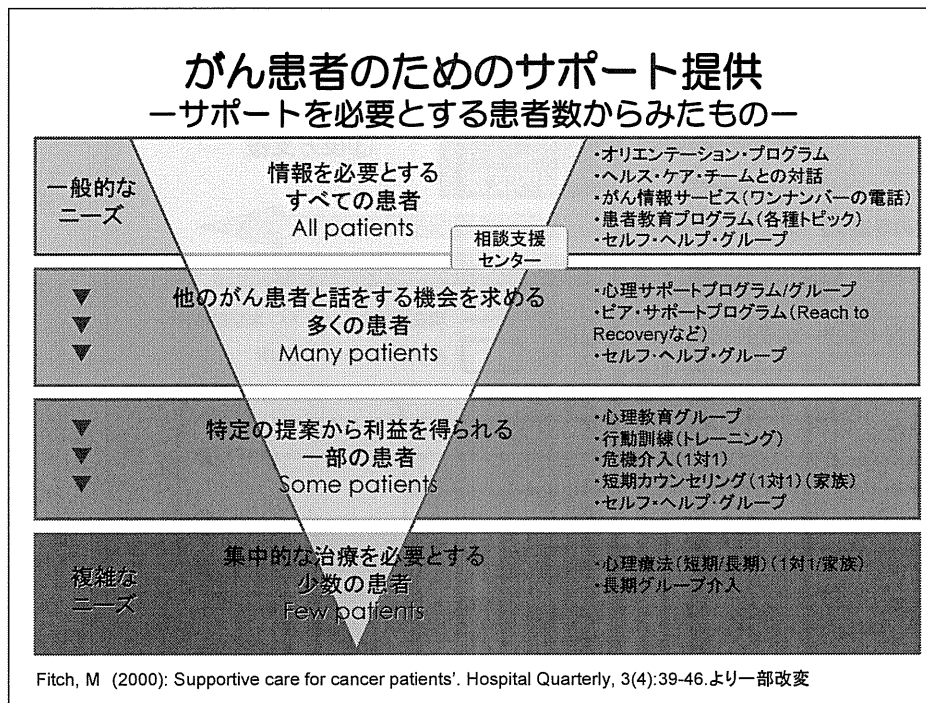 がん患者のためのサポート提供
－サポートを必要とする患者数からみたもの－
一般的な
ニーズ
情報を必要とする
すべての患者
All patients
相談支援
センター
・オリエンテーション・プログラム
・ヘルス・ケア・チームとの対話
・がん情報サービス(ワンナンバーの電話)
・患者教育プログラム(各種トピック)
・セルフ・ヘルプ・グループ
▼
▼
▼
他のがん患者と話をする機会を求める
多くの患者
Many patients
・心理サポートプログラム/グループ
・ピア・サポートプログラム(Reach to
Recoveryなど)
・セルフ・ヘルプ・グループ
▼
▼
▼
特定の提案から利益を得られる
一部の患者
Some patients
・心理教育グループ
・行動訓練(トレーニング)
・危機介入(1対1)
・短期カウンセリング(1対1)(家族)
・セルフ・ヘルプ・グループ
複雑な
ニーズ
集中的な治療を必要とする
少数の患者
Few patients
・心理療法(短期/長期)(1対1/家族)
・長期グループ介入
Fitch, M (2000): Supportive care for cancer patients'. Hospital Quarterly, 3(4):39-46.より一部改変